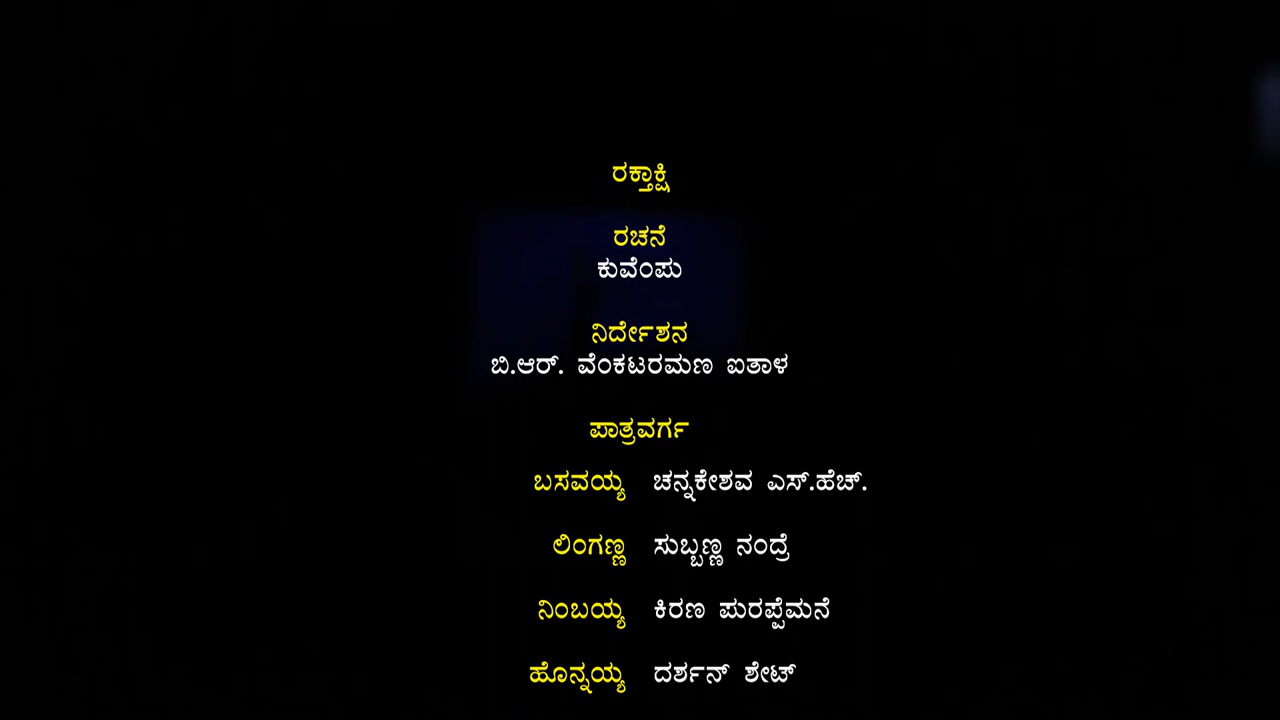 ರಕ್ತಾಕ್ಷಿ
ರಚನೆ
ಕುವೆಂಪು
ನಿರ್ದೇಶನ
ಬಿ.ಆರ್. ವೆಂಕಟರಮಣ ಐತಾಳ
ಪಾತ್ರವರ್ಗ
ಬಸವಯ್ಯ ಚನ್ನಕೇಶವ ಎಸ್.ಹೆಚ್.
ಲಿಂಗಣ್ಣ ಸುಬ್ಬಣ್ಣ ನಂದ್ರೆ
ನಿಂಬಯ್ಯ ಕಿರಣ ಪುರಪ್ಪೆಮನೆ
ಹೊನ್ನಯ್ಯ ದರ್ಶನ್ ಶೇಟ್